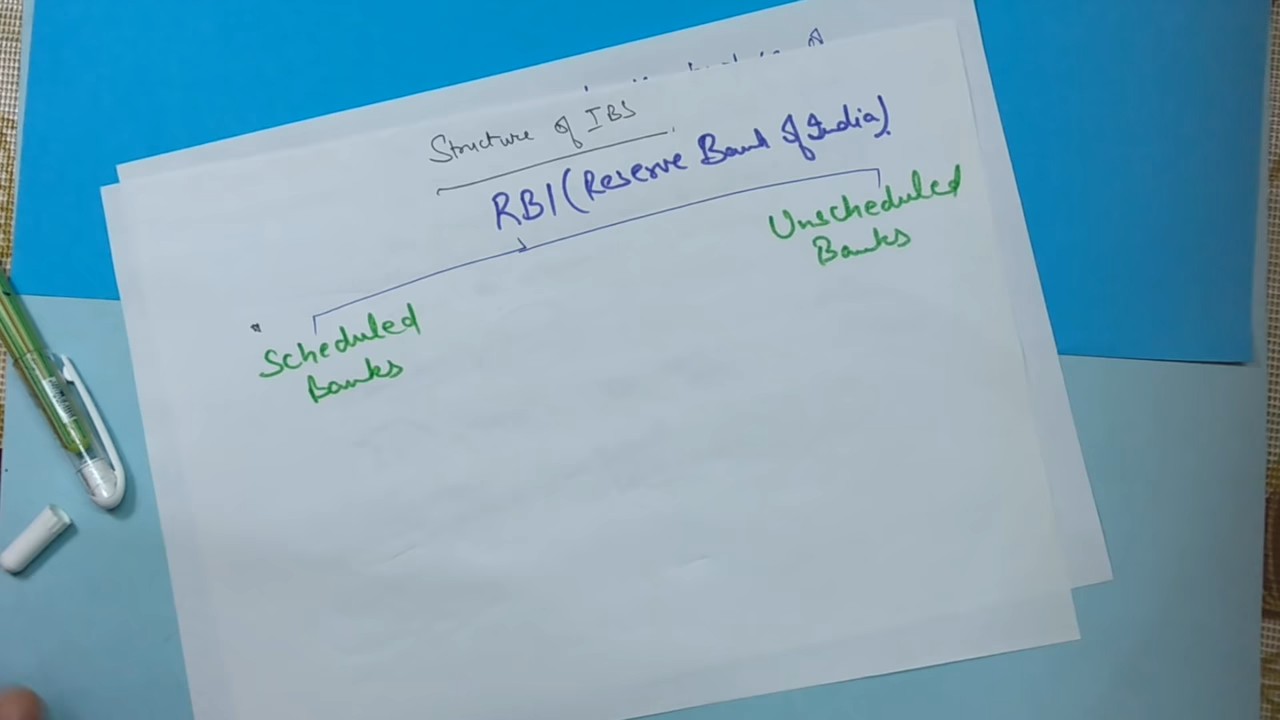 Structure of IBS
RBI (Reserve Bank of India)
Unscheduled
Banks
Scheduled
Banks